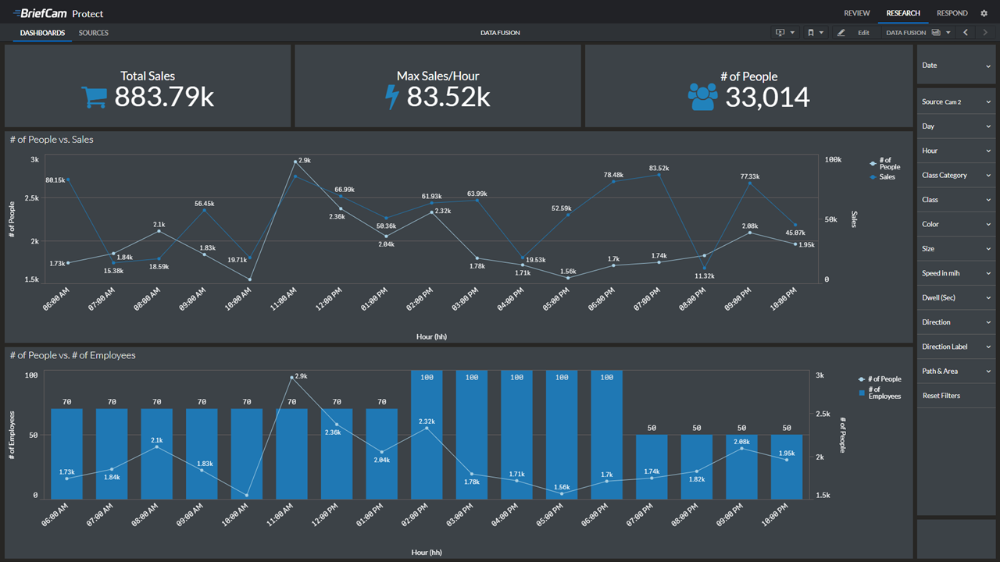 BriefCam Protect
REVIEW RESEARCH RESPOND
DASHBOARDS SOURCES
DATA FUSION
Edit DATA FUSION
Total Sales
883.79k
Max Sales/Hour
83.52k
# of People
33,014
Date
Source Cam 2
Day
Hour
Class Category
Class
Color
Size
Speed in mih
Dwell (Sec)
Direction
Direction Label
Path & Area
Reset Filters
# of People vs. Sales
3k
2.5k
2k
1.5k
# of People
100k
50k
0
Sales
# of
People
Sales
80.15k 15.38k 18.59k 56.45k 19.71k 66.99k 50.36k 61.93k 63.99k 19.53k 52.59k 78.48k 83.52k 11.32k 77.33k 45.07k
1.73k 1.84k 2.1k 1.83k 2.9k 2.36k 2.04k 2.32k 1.78k 1.71k 1.56k 1.7k 1.74k 2.08k 1.95k
06:00 AM 07:00 AM 08:00 AM 09:00 AM 10:00 AM 11:00 AM 12:00 PM 01:00 PM 02:00 PM 03:00 PM 04:00 PM 05:00 PM 06:00 PM 07:00 PM 08:00 PM 09:00 PM 10:00 PM
Hour (hh)
# of People vs. # of Employees
100
50
0
# of Employees
3k
2.5k
2k
1.5k
# of People
# of People
# of
Employees
70 70 70 70 70 70 70 70 100 100 100 100 100 50 50 50 50
1.73k 1.84k 2.1k 1.83k 2.9k 2.36k 2.04k 2.32k 1.78k 1.71k 1.56k 1.7k 1.74k 1.82k 2.08k 1.95k
06:00 AM 07:00 AM 08:00 AM 09:00 AM 10:00 AM 11:00 AM 12:00 PM 01:00 PM 02:00 PM 03:00 PM 04:00 PM 05:00 PM 06:00 PM 07:00 PM 08:00 PM 09:00 PM 10:00 PM
Hour (hh)